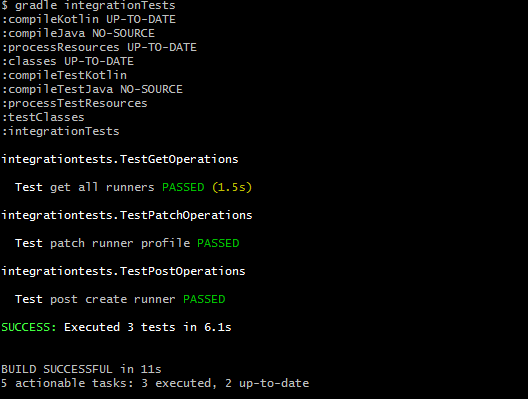 $ gradle integrationTests
:compileKotlin UP-TO-DATE
:compileJava NO-SOURCE
:processResources UP-TO-DATE
:classes UP-TO-DATE
:compileTestKotlin
:compileTestJava NO-SOURCE
:processTestResources
:testClasses
:integrationTests
integrationtests.TestGetOperations
Test get all runners PASSED (1.5s)
integrationtests.TestPatchOperations
Test patch runner profile PASSED
integrationtests.TestPostOperations
Test post create runner PASSED
SUCCESS: Executed 3 tests in 6.1s
BUILD SUCCESSFUL in 11s
5 actionable tasks: 3 executed, 2 up-to-date